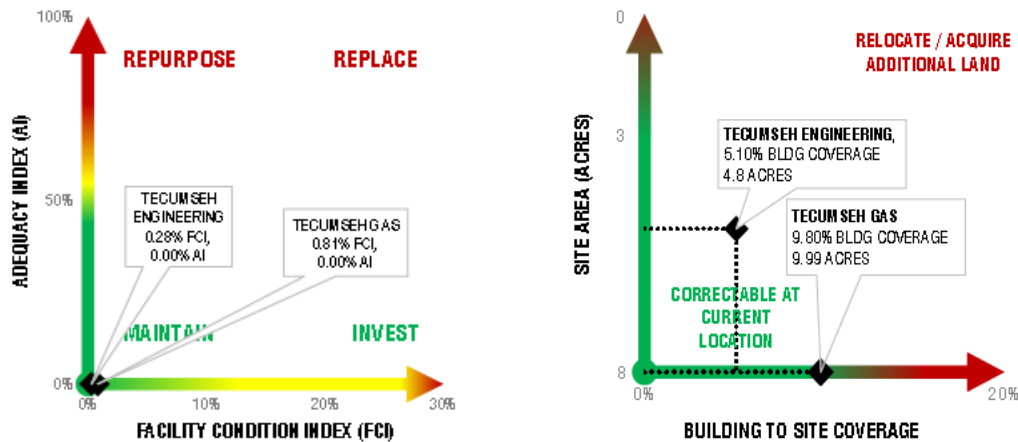 100%
REPURPOSE
REPLACE
ADEQUACY INDEX (AI)
50%
TECUMSEH
ENGINEERING
0.28% FCI,
0.00% AI
TECUMSEH GAS
0.81% FCI,
0.00% AI
MAINTAIN
INVEST
0%
0%
10%
20%
30%
FACILITY CONDITION INDEX (FCI)
0
RELOCATE / ACQUIRE
ADDITIONAL LAND
3
SITE AREA (ACRES)
TECUMSEH ENGINEERING,
5.10% BLDG COVERAGE
4.8 ACRES
TECUMSEH GAS
9.80% BLDG COVERAGE
9.99 ACRES
CORRECTABLE AT
CURRENT
LOCATION
8
0%
20%
BUILDING TO SITE COVERAGE